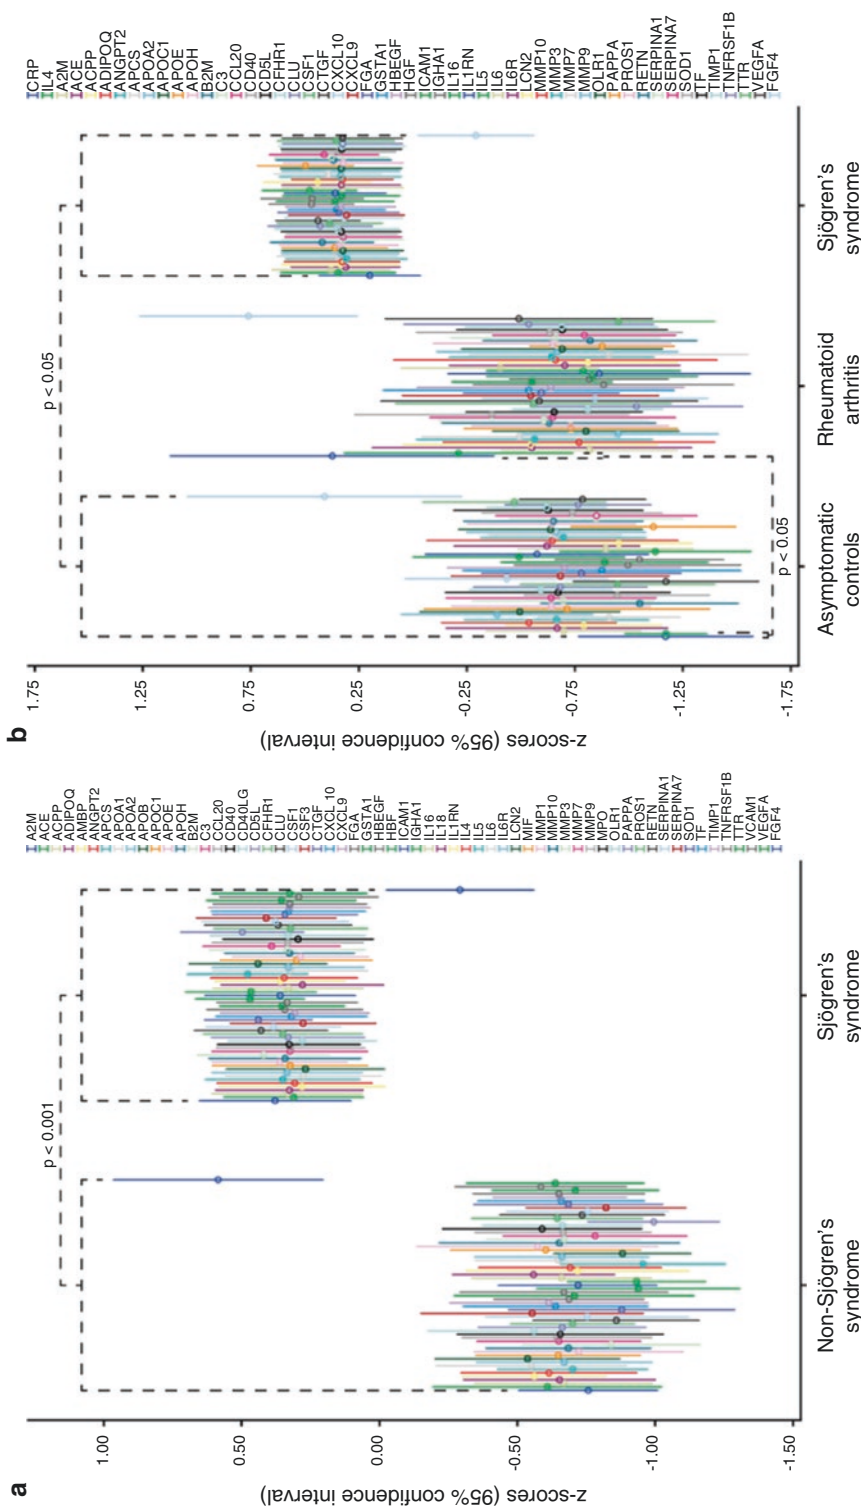 a
z-scores (95% confidence interval)
1.00
0.50
0.00
-0.50
-1.00
-1.50
p < 0.001
Non-Sjögren's
syndrome
Sjögren's
syndrome
A2M
ACE
ACPP
ADIPOQ
AMBP
ANGPT2
APCS
APOA1
APOA2
APOB
APOC1
APOE
APOH
B2M
C3
CCL20
CD40
CD40LG
CD5L
CFHR1
CLU
CSF1
CSF3
CTGF
CXCL 10
CXCL9
FGA
GSTA1
HBEGF
HBF
ICAM1
IGHA1
IL16
IL18
IL1RN
IL4
IL5
IL6
IL6R
LCN2
MIF
MMP1
MMP10
MMP3
MMP7
MMP9
MPO
OLR1
PAPPA
PROS1
RETN
SERPINA1
SERPINA7
SOD1
TF
TIMP1
TNFRSF1B
TTR
VCAM1
VEGFA
FGF4
b
z-scores (95% confidence interval)
1.75
1.25
0.75
0.25
-0.25
-0.75
-1.25
-1.75
p < 0.05
p < 0.05
Asymptomatic
controls
Rheumatoid
arthritis
Sjögren's
syndrome
CRP
IL4
A2M
ACE
ACPP
ADIPOQ
ANGPT2
APCS
APOA2
APOC1
APOE
APOH
B2M
C3
CCL20
CD40
CD5L
CFHR1
CLU
CSF1
CTGF
CXCL10
CXCL9
FGA
GSTA1
HBEGF
HGF
ICAM1
IGHA1
IL16
IL1RN
IL5
IL6
IL6R
LCN2
MMP10
MMP3
MMP7
MMP9
OLR1
PAPPA
PROS1
RETN
SERPINA1
SERPINA7
SOD1
TF
TIMP1
TNFRSF1B
TTR
VEGFA
FGF4